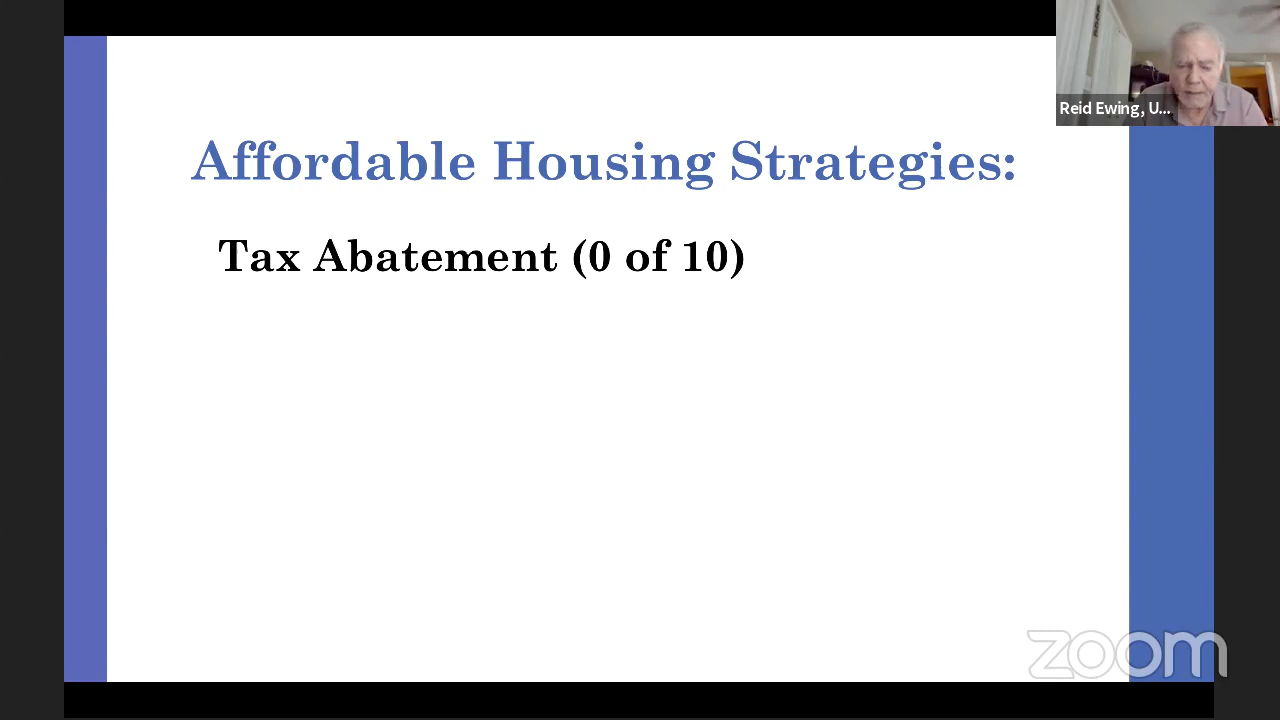 Affordable Housing Strategies:
Tax Abatement (0 of 10)
Reid Ewing, U...
zoom